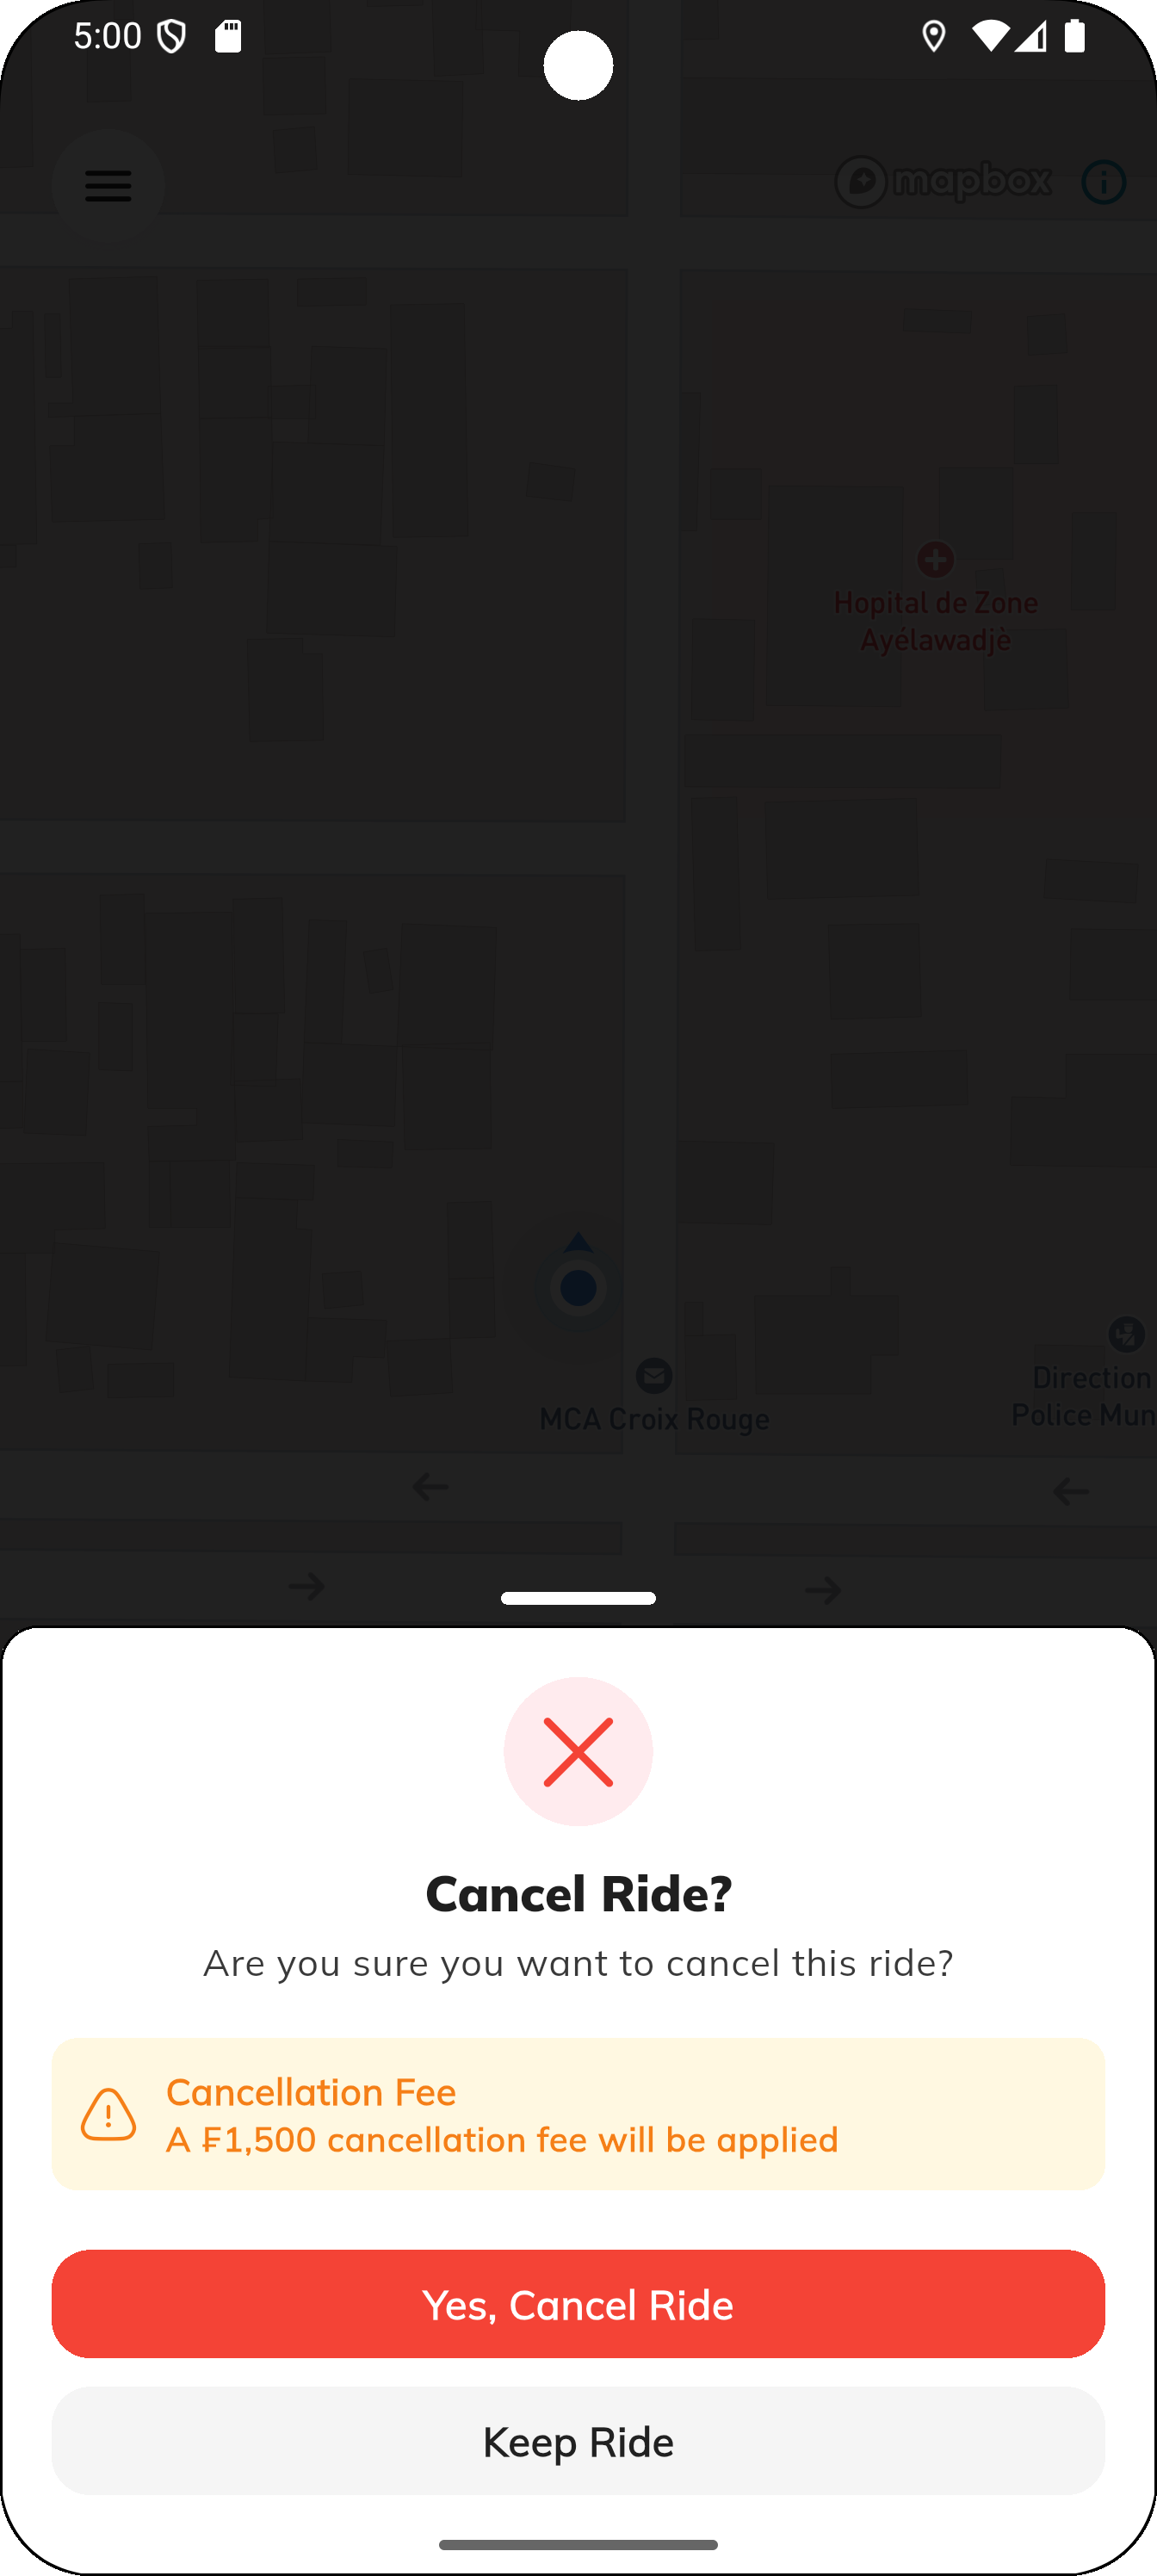 5:00
mapbox
Hopital de Zone
Ayélawadjè
MCA Croix Rouge
Direction
Police Mun
Cancel Ride?
Are you sure you want to cancel this ride?
Cancellation Fee
A ₣1,500 cancellation fee will be applied
Yes, Cancel Ride
Keep Ride